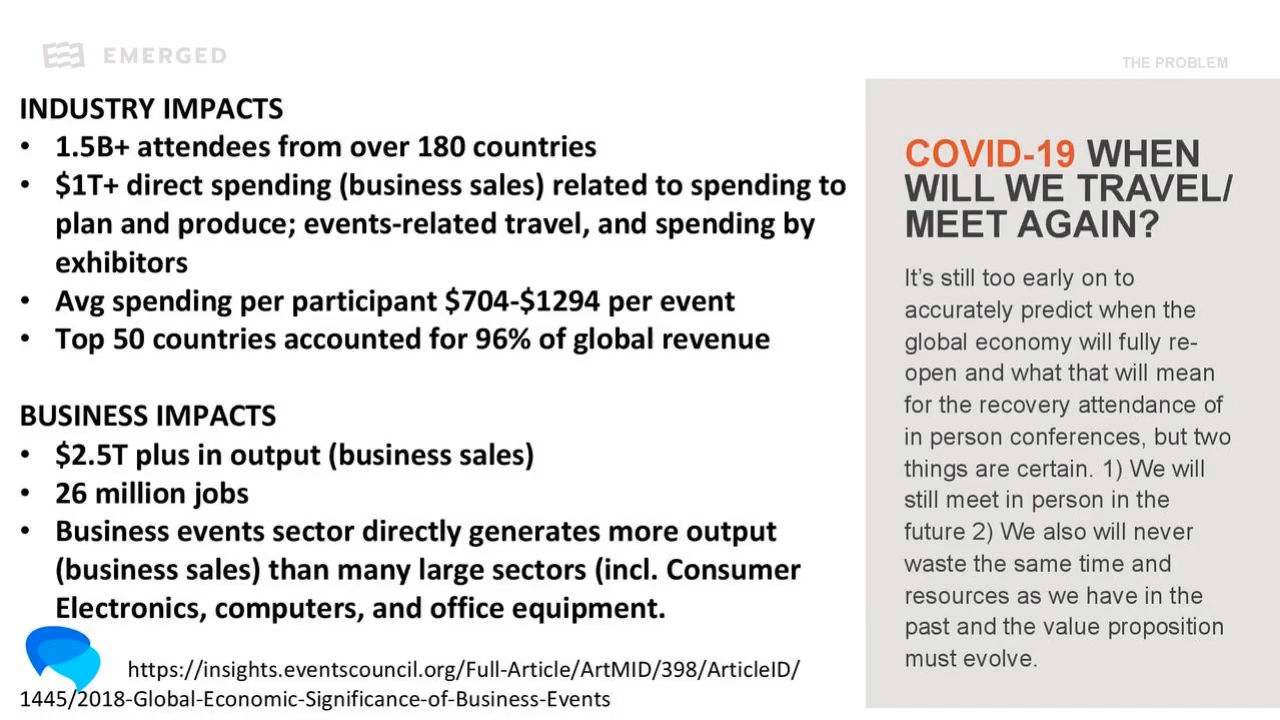 EMERGED
THE PROBLEM
INDUSTRY IMPACTS
• 1.5B+ attendees from over 180 countries
• $1T+ direct spending (business sales) related to spending to
plan and produce; events-related travel, and spending by
exhibitors
• Avg spending per participant $704-$1294 per event
• Top 50 countries accounted for 96% of global revenue
BUSINESS IMPACTS
• $2.5T plus in output (business sales)
• 26 million jobs
• Business events sector directly generates more output
(business sales) than many large sectors (incl. Consumer
Electronics, computers, and office equipment.
https://insights.eventscouncil.org/Full-Article/ArtMID/398/ArticleID/
1445/2018-Global-Economic-Significance-of-Business-Events
COVID-19 WHEN
WILL WE TRAVEL/
MEET AGAIN?
It’s still too early on to
accurately predict when the
global economy will fully re-
open and what that will mean
for the recovery attendance of
in person conferences, but two
things are certain. 1) We will
still meet in person in the
future 2) We also will never
waste the same time and
resources as we have in the
past and the value proposition
must evolve.